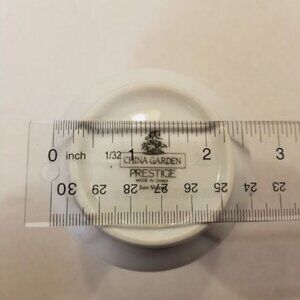 CHINA GARDEN
0 inch 1/32 1 2 3
PRESTIGE
MADE IN CHINA
30 29 28 27 26 25 24 23